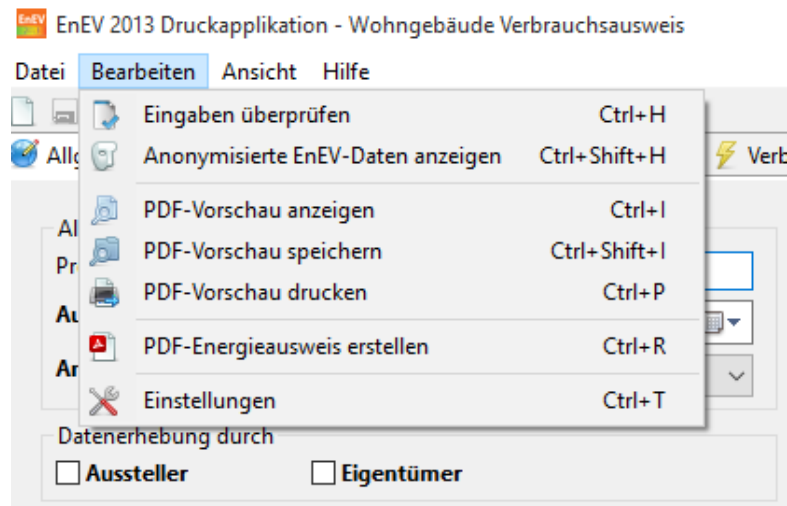 EnEV EnEV 2013 Druckapplikation - Wohngebäude Verbrauchsausweis
Datei Bearbeiten Ansicht Hilfe
Eingaben überprüfen Ctrl+H
Anonymisierte EnEV-Daten anzeigen Ctrl+Shift+H
PDF-Vorschau anzeigen Ctrl+I
PDF-Vorschau speichern Ctrl+Shift+I
PDF-Vorschau drucken Ctrl+P
PDF-Energieausweis erstellen Ctrl+R
Einstellungen Ctrl+T
Datenerhebung durch
Aussteller Eigentümer